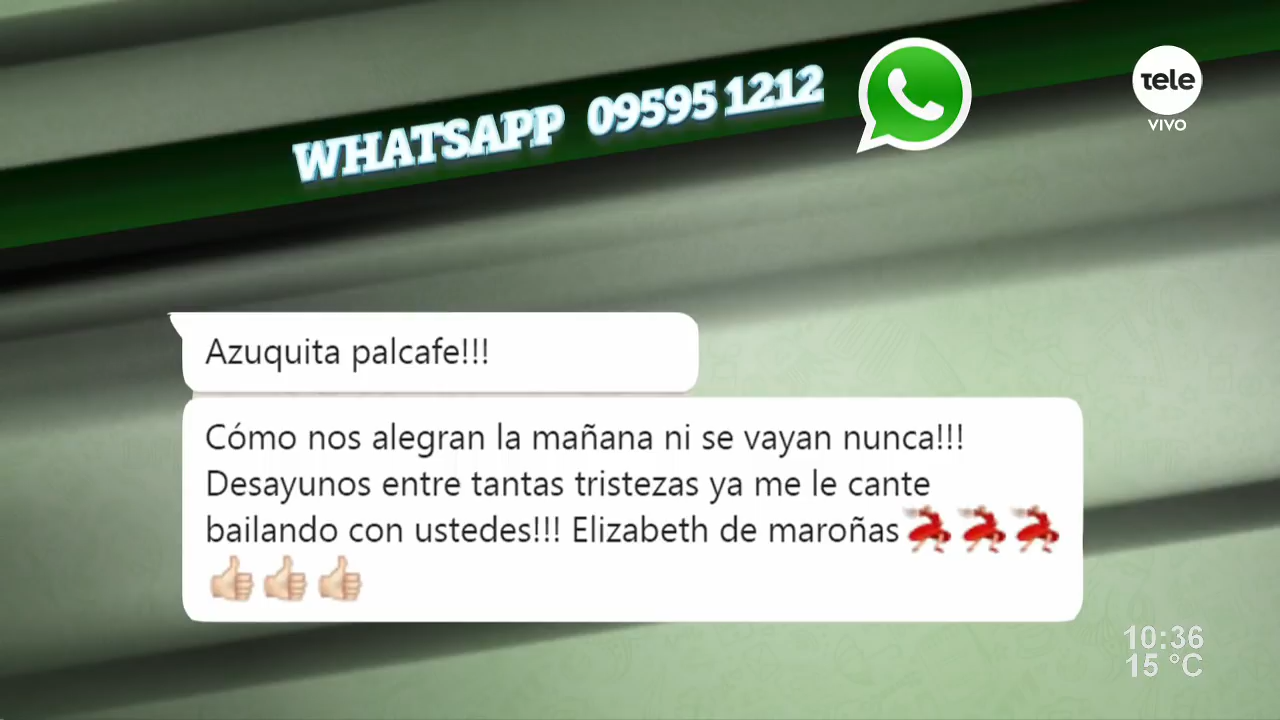 WHATSAPP 09595 1212
tele
VIVO
Azuquita palcafe!!!
Cómo nos alegran la mañana ni se vayan nunca!!!
Desayunos entre tantas tristezas ya me le cante
bailando con ustedes!!! Elizabeth de maroñas💃💃💃
👍🏻👍🏻👍🏻
10:36
15 °C